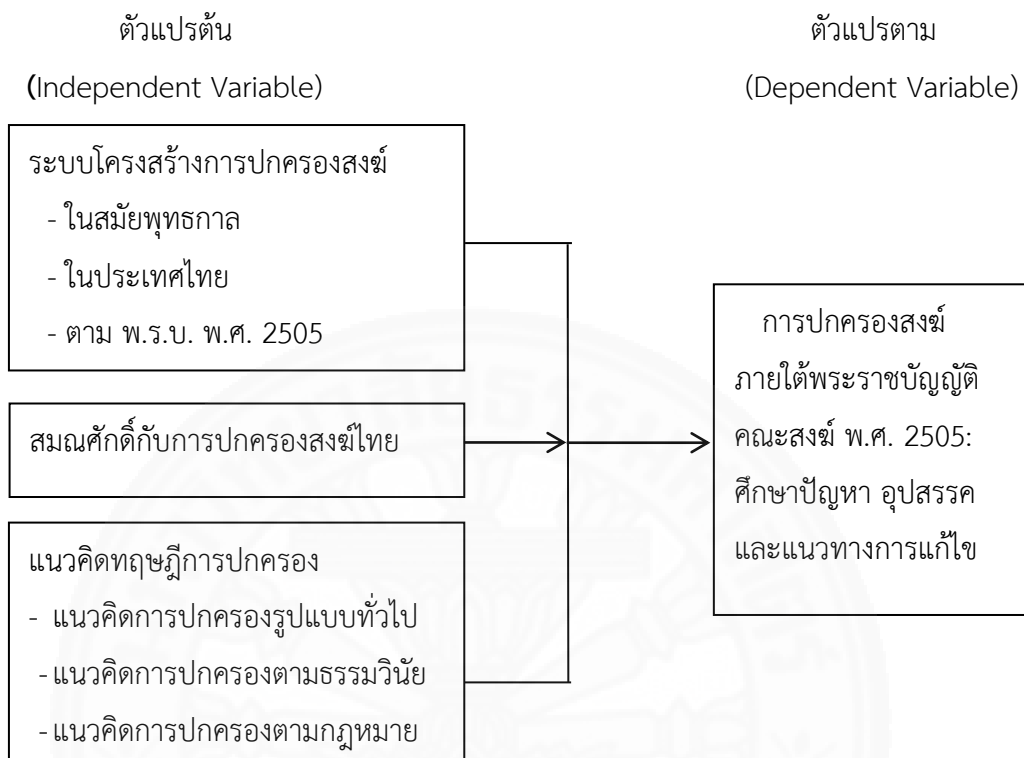 ตัวแปรต้น
(Independent Variable)
ตัวแปรตาม
(Dependent Variable)
ระบบโครงสร้างการปกครองสงฆ์
- ในสมัยพุทธกาล
- ในประเทศไทย
- ตาม พ.ร.บ. พ.ศ. 2505
สมณศักดิ์กับการปกครองสงฆ์ไทย
แนวคิดทฤษฎีการปกครอง
- แนวคิดการปกครองรูปแบบทั่วไป
- แนวคิดการปกครองตามธรรมวินัย
- แนวคิดการปกครองตามกฎหมาย
การปกครองสงฆ์
ภายใต้พระราชบัญญัติ
คณะสงฆ์ พ.ศ. 2505:
ศึกษาปัญหา อุปสรรค
และแนวทางการแก้ไข